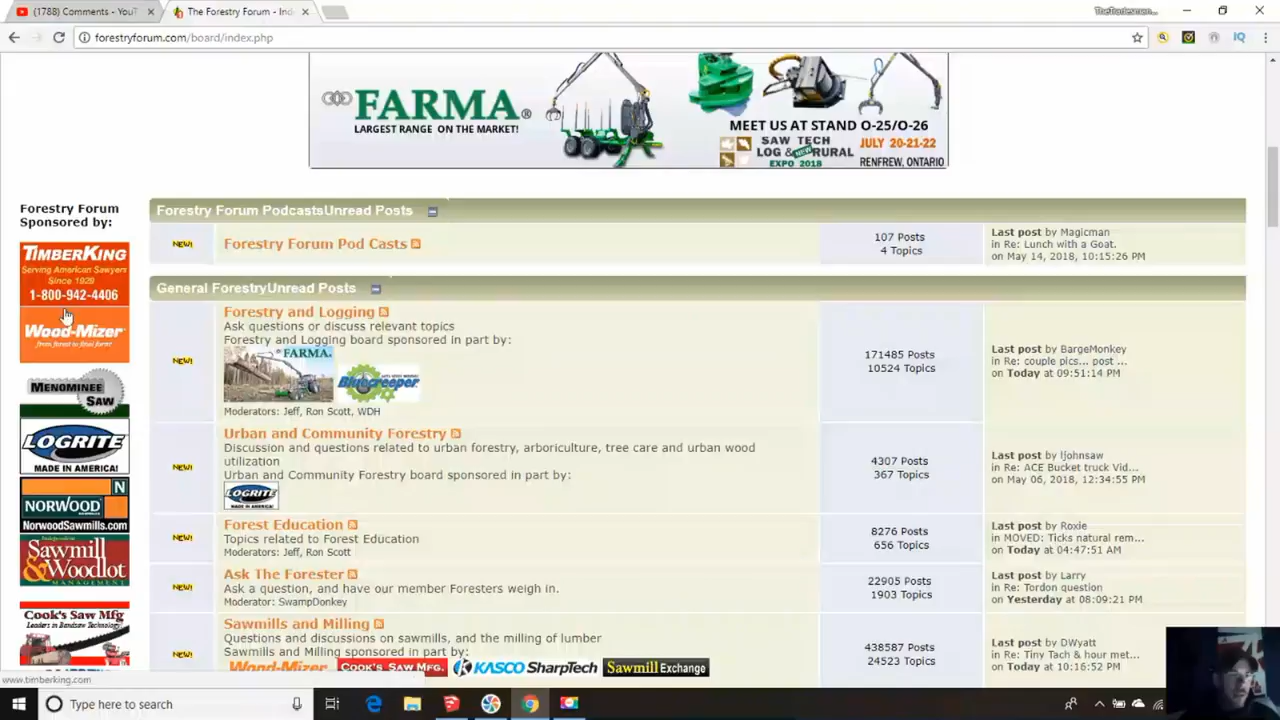 (1788) Comments - YouT
The Forestry Forum - Ind
TheTradesmen...
forestryforum.com/board/index.php
FARMA®
LARGEST RANGE ON THE MARKET!
MEET US AT STAND O-25/O-26
SAW TECH
LOG & NEW RURAL
EXPO 2018
JULY 20-21-22
RENFREW, ONTARIO
Forestry Forum
Sponsored by:
TIMBERKING
Serving American Sawyers
Since 1929
1-800-942-4406
Wood-Mizer
from forest to final form
MENOMINEE
SAW
LOGRITE
MADE IN AMERICA!
N
NORWOOD
NorwoodSawmills.com
Independent
Sawmill
& Woodlot
MANAGEMENT
Cook's Saw Mfg
Leaders in Bandsaw Technology
Forestry Forum PodcastsUnread Posts
NEW!
Forestry Forum Pod Casts
107 Posts
4 Topics
Last post by Magicman
in Re: Lunch with a Goat.
on May 14, 2018, 10:15:26 PM
General ForestryUnread Posts
NEW!
Forestry and Logging
Ask questions or discuss relevant topics
Forestry and Logging board sponsored in part by:
FARMA.
Bluecreeper
Moderators: Jeff, Ron Scott, WDH
171485 Posts
10524 Topics
Last post by BargeMonkey
in Re: couple pics... post ...
on Today at 09:51:14 PM
NEW!
Urban and Community Forestry
Discussion and questions related to urban forestry, arboriculture, tree care and urban wood
utilization
Urban and Community Forestry board sponsored in part by:
LOGRITE
MADE IN AMERICA!
4307 Posts
367 Topics
Last post by ljohnsaw
in Re: ACE Bucket truck Vid...
on May 06, 2018, 12:34:55 PM
NEW!
Forest Education
Topics related to Forest Education
Moderators: Jeff, Ron Scott
8276 Posts
656 Topics
Last post by Roxie
in MOVED: Ticks natural rem...
on Today at 04:47:51 AM
NEW!
Ask The Forester
Ask a question, and have our member Foresters weigh in.
Moderator: SwampDonkey
22905 Posts
1903 Topics
Last post by Larry
in Re: Tordon question
on Yesterday at 08:09:21 PM
NEW!
Sawmills and Milling
Questions and discussions on sawmills, and the milling of lumber
Sawmills and Milling sponsored in part by:
Wood-Mizer COOK'S SAW MFG. KASCO SharpTech Sawmill Exchange
438587 Posts
24523 Topics
Last post by DWyatt
in Re: Tiny Tach & hour met...
on Today at 10:16:52 PM
www.timberking.com
Type here to search